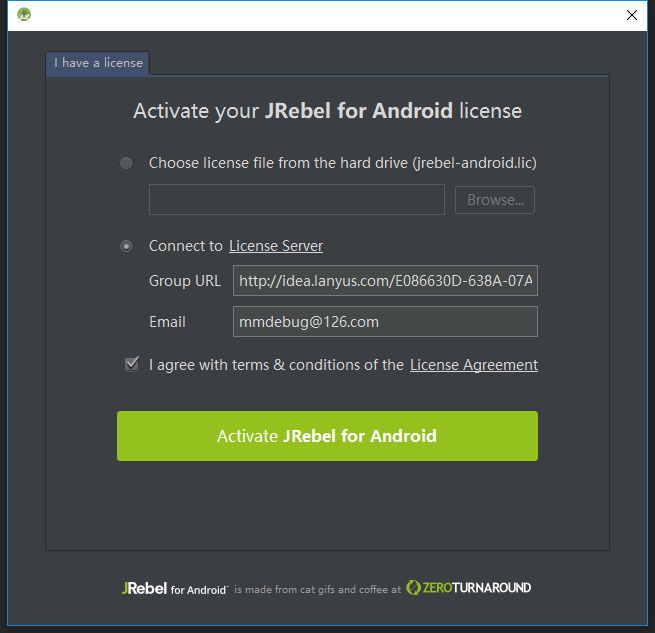 I have a license
Activate your JRebel for Android license
Choose license file from the hard drive (jrebel-android.lic)
Browse...
Connect to License Server
Group URL http://idea.lanyus.com/E086630D-638A-07A
Email mmdebug@126.com
I agree with terms & conditions of the License Agreement
Activate JRebel for Android
JRebel for Android™ is made from cat gifs and coffee at ZEROTURNAROUND